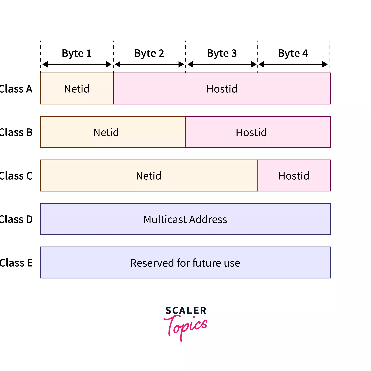 Byte 1 Byte 2 Byte 3 Byte 4
Class A Netid Hostid
Class B Netid Hostid
Class C Netid Hostid
Class D Multicast Address
Class E Reserved for future use
SCALER
Topics